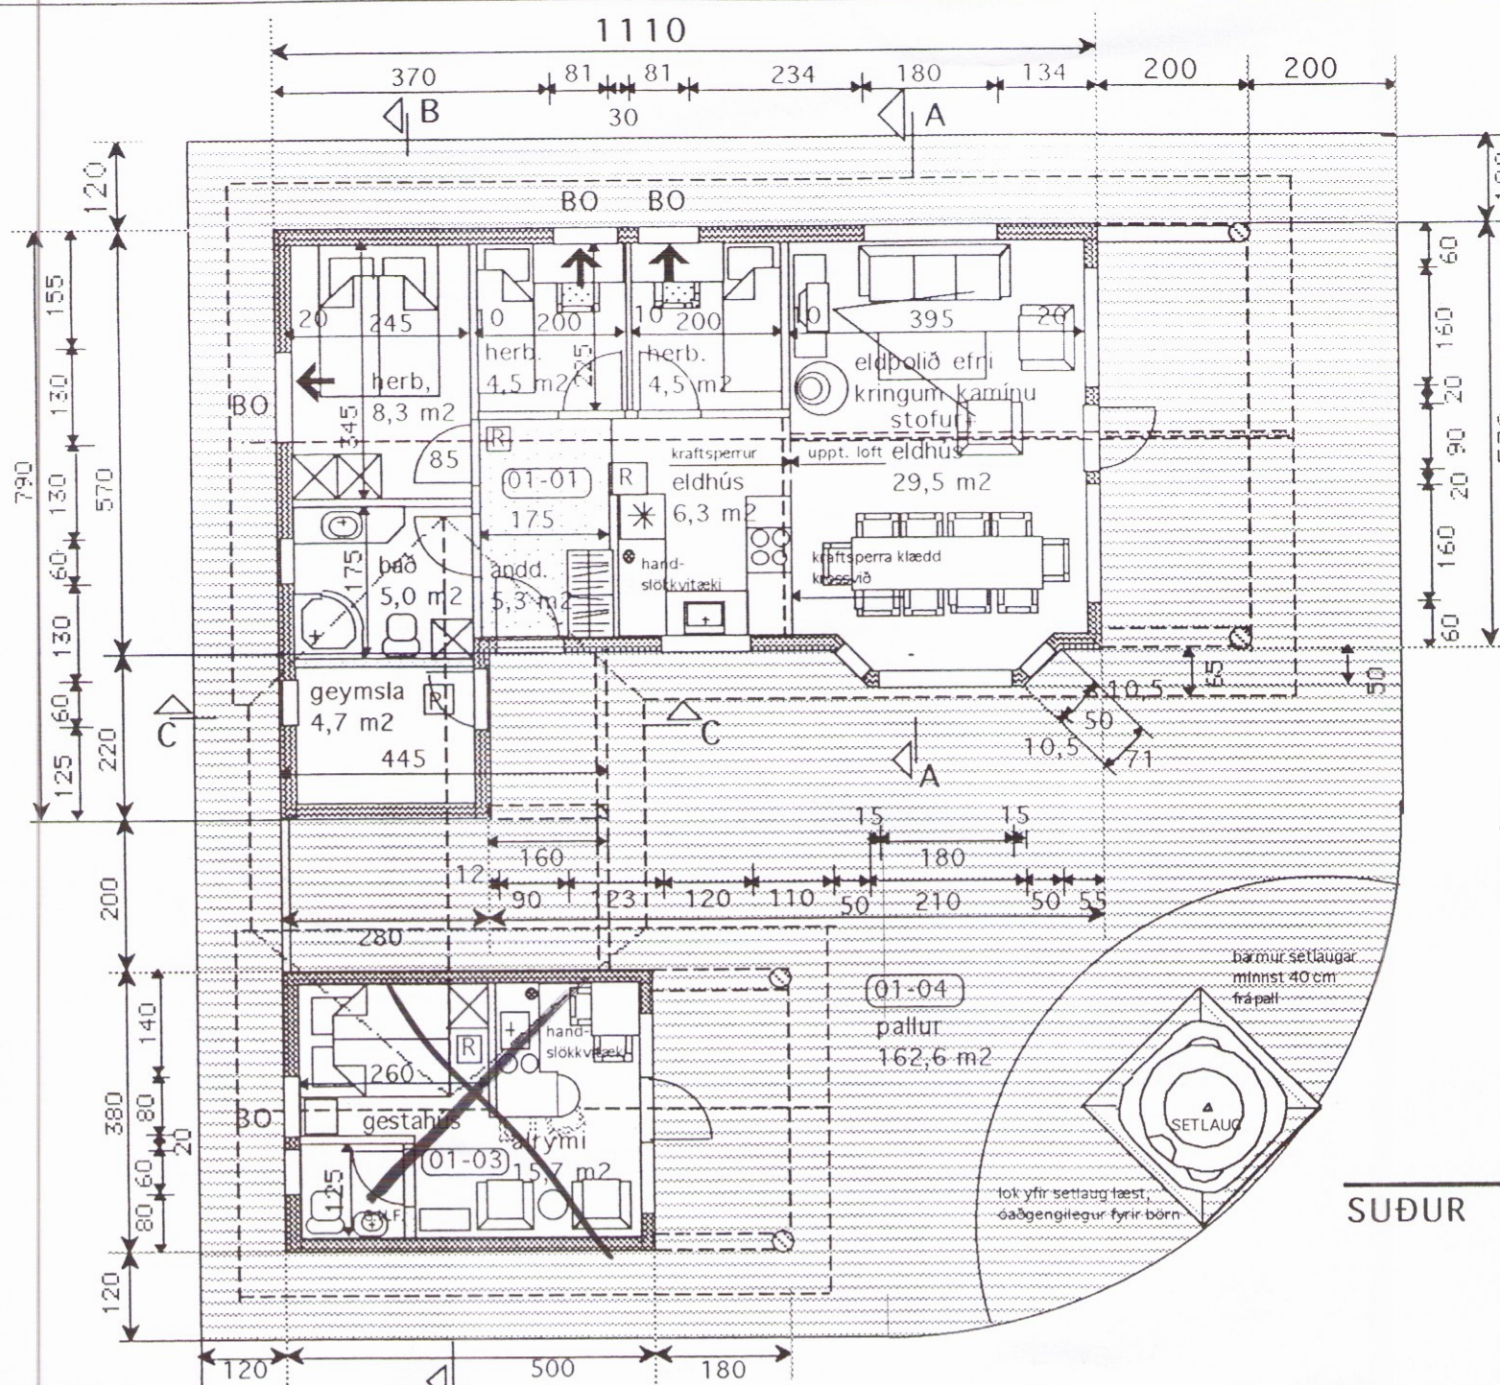 1110
370 81 81 234 180 134 200 200
30
B A
120
BO BO
155
130
130
60
130
60
125
790
570
220
200
380
120
60
160
20
90
20
160
60
20 245
10 200
10 200
395 20
225
345
herb,
8,3 m2
herb.
4,5 m2
herb.
4,5 m2
BO
eldþolið efni
kringum kamínu
stofur+
eldhús
29,5 m2
R
85
01-01
175
R
kraftsperrur
uppt. loft
eldhús
6,3 m2
hand-
slökkvitæki
kraftsperra klædd
krossvið
175
bað
5,0 m2
andd.
5,3 m2
geymsla
4,7 m2
R
445
C C
A
65
50
10,5
50
10,5
71
15 15
160 180
12 90 123 120 110 50 210 50 55
280
01-04
pallur
162,6 m2
barmur setlaugar
minnst 40 cm
frá pall
SETLAUG
lok yfir setlaug læst,
óaðgengilegur fyrir börn
SUÐUR
140
80
20
60
80
BO
R
hand-
slökkvitæki
260
gestahús
alrými
01-03
15,7 m2
125
120 500 180